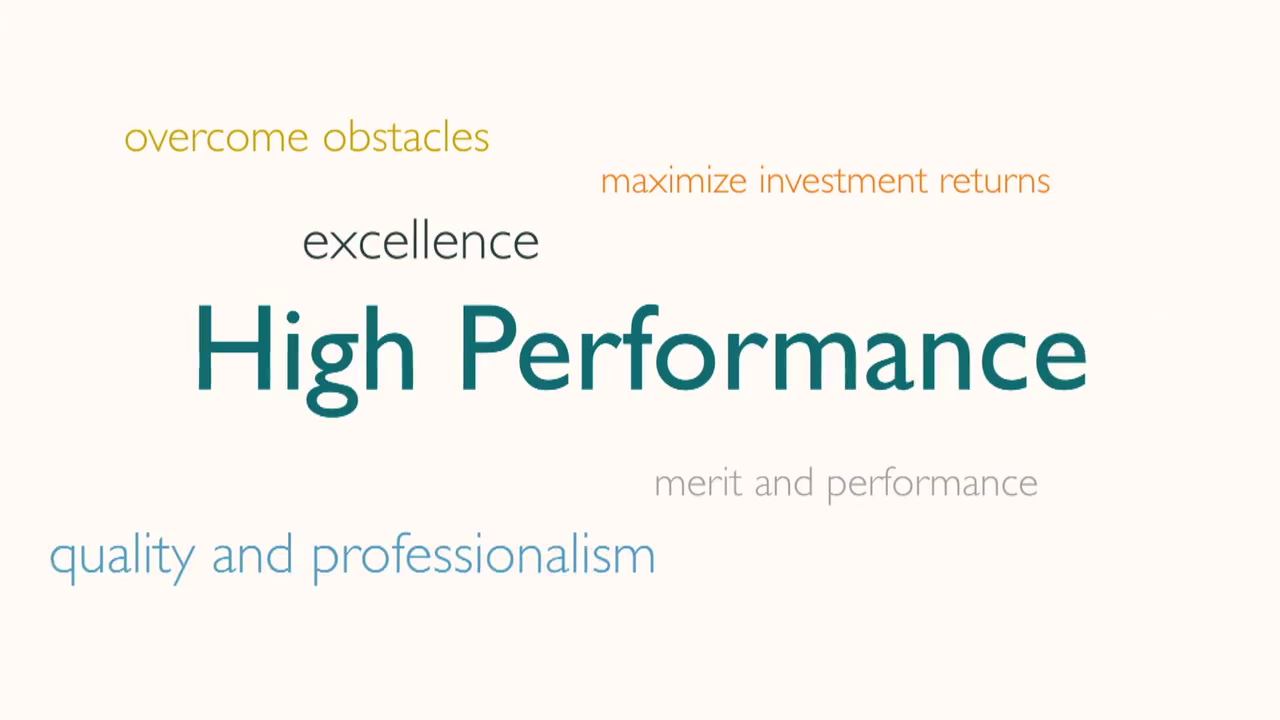 overcome obstacles
maximize investment returns
excellence
High Performance
merit and performance
quality and professionalism